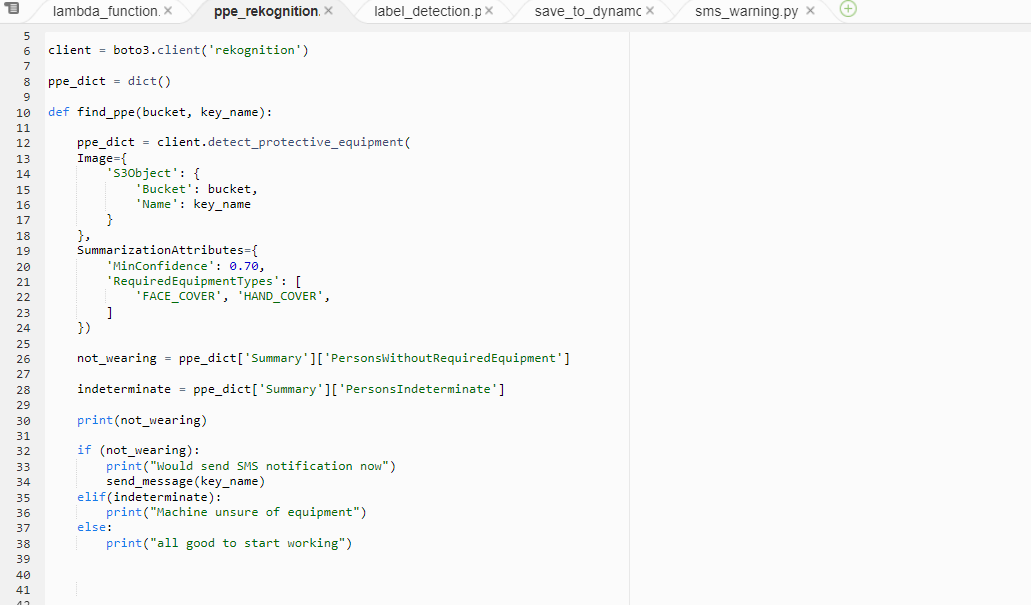 lambda_function. ppe_rekognition. label_detection.p save_to_dynamc sms_warning.py
5
6 client = boto3.client('rekognition')
7
8 ppe_dict = dict()
9
10 def find_ppe(bucket, key_name):
11
12 ppe_dict = client.detect_protective_equipment(
13 Image={
14 'S3Object': {
15 'Bucket': bucket,
16 'Name': key_name
17 }
18 },
19 SummarizationAttributes={
20 'MinConfidence': 0.70,
21 'RequiredEquipmentTypes': [
22 'FACE_COVER', 'HAND_COVER',
23 ]
24 })
25
26 not_wearing = ppe_dict['Summary']['PersonsWithoutRequiredEquipment']
27
28 indeterminate = ppe_dict['Summary']['PersonsIndeterminate']
29
30 print(not_wearing)
31
32 if (not_wearing):
33 print("Would send SMS notification now")
34 send_message(key_name)
35 elif(indeterminate):
36 print("Machine unsure of equipment")
37 else:
38 print("all good to start working")
39
40
41
42